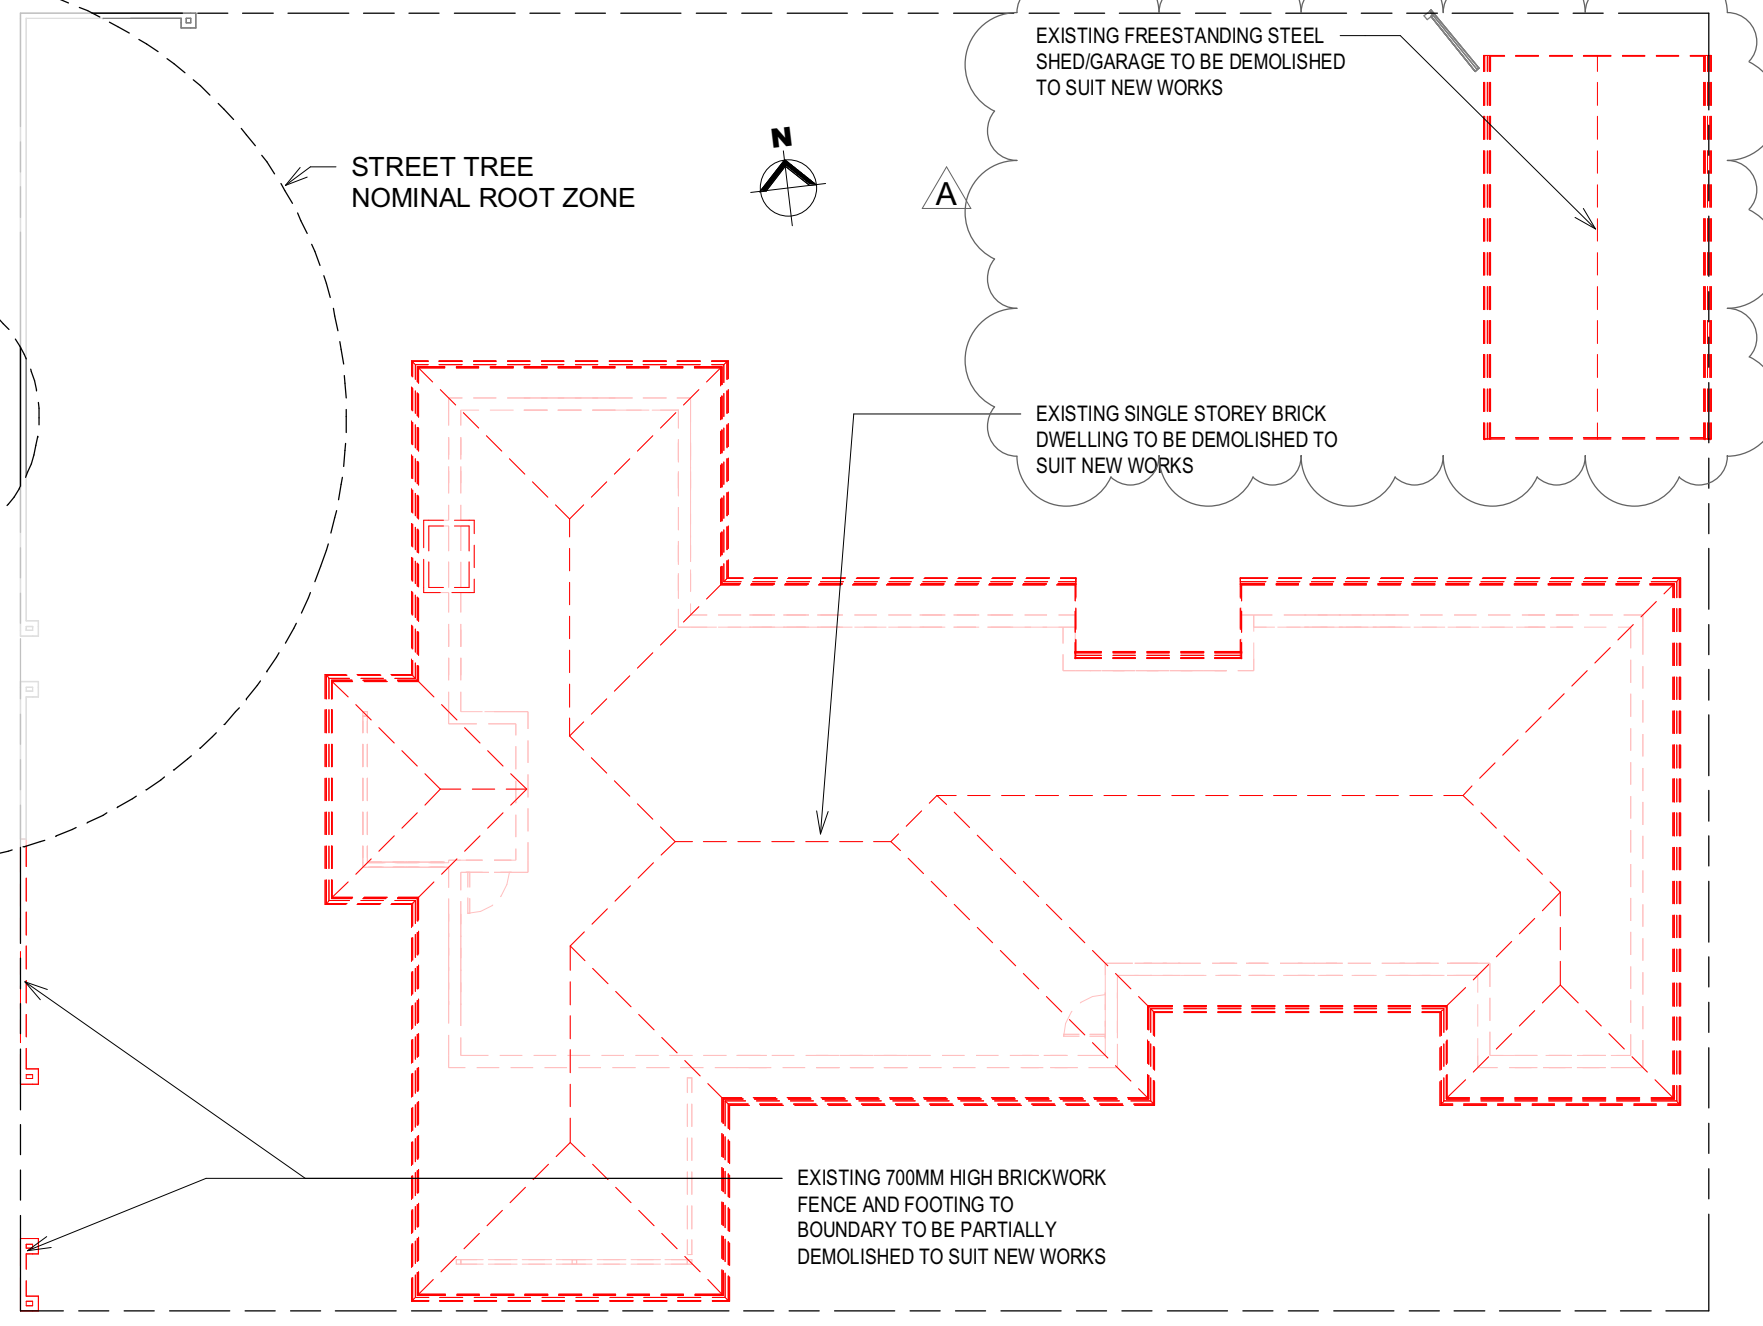 EXISTING FREESTANDING STEEL
SHED/GARAGE TO BE DEMOLISHED
TO SUIT NEW WORKS
N
STREET TREE
NOMINAL ROOT ZONE
A
EXISTING SINGLE STOREY BRICK
DWELLING TO BE DEMOLISHED TO
SUIT NEW WORKS
EXISTING 700MM HIGH BRICKWORK
FENCE AND FOOTING TO
BOUNDARY TO BE PARTIALLY
DEMOLISHED TO SUIT NEW WORKS